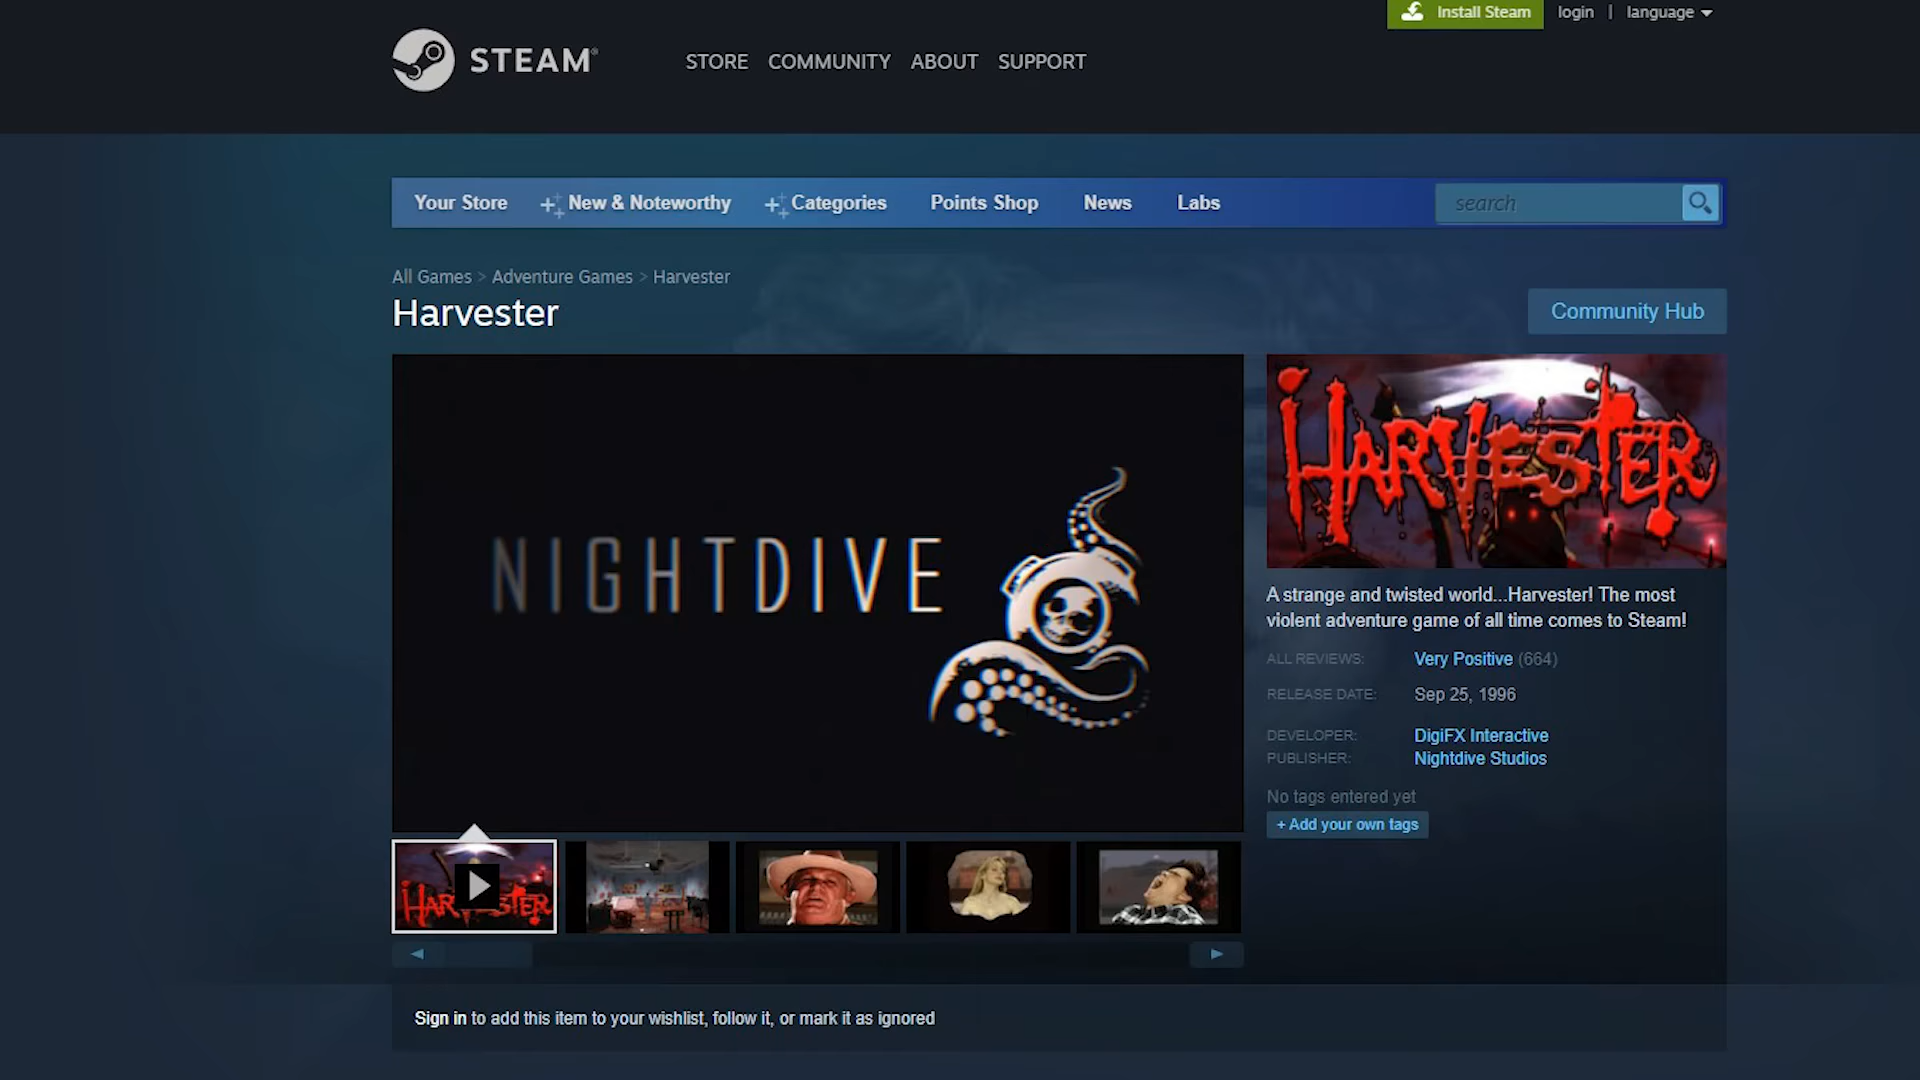 Install Steam
login | language
STEAM®
STORE COMMUNITY ABOUT SUPPORT
Your Store New & Noteworthy Categories Points Shop News Labs search
All Games > Adventure Games > Harvester
Harvester
Community Hub
NIGHTDIVE
HARVESTER
A strange and twisted world...Harvester! The most
violent adventure game of all time comes to Steam!
ALL REVIEWS: Very Positive (664)
RELEASE DATE: Sep 25, 1996
DEVELOPER: DigiFX Interactive
PUBLISHER: Nightdive Studios
No tags entered yet
+ Add your own tags
HARVESTER
Sign in to add this item to your wishlist, follow it, or mark it as ignored